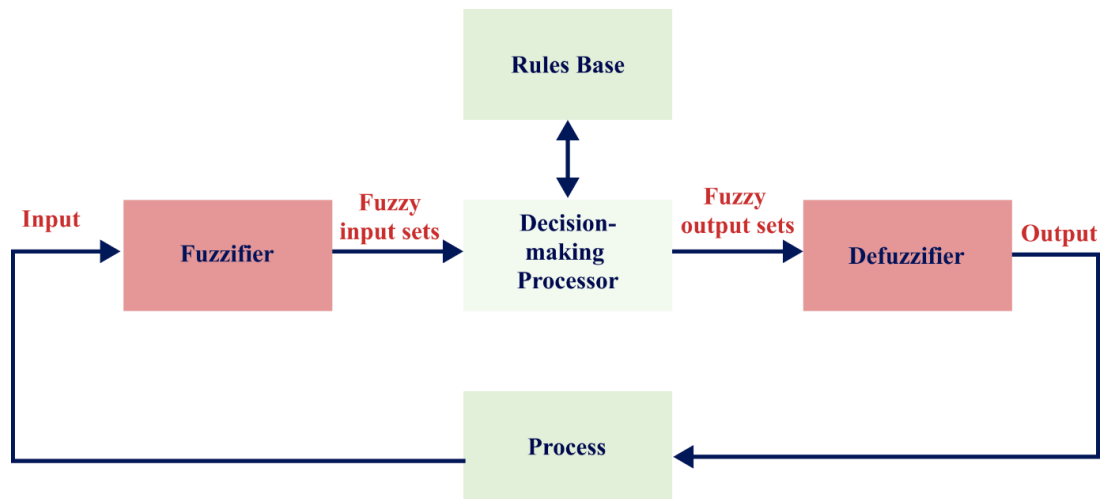 Rules Base
Input
Fuzzifier
Fuzzy
input sets
Decision-
making
Processor
Fuzzy
output sets
Defuzzifier
Output
Process